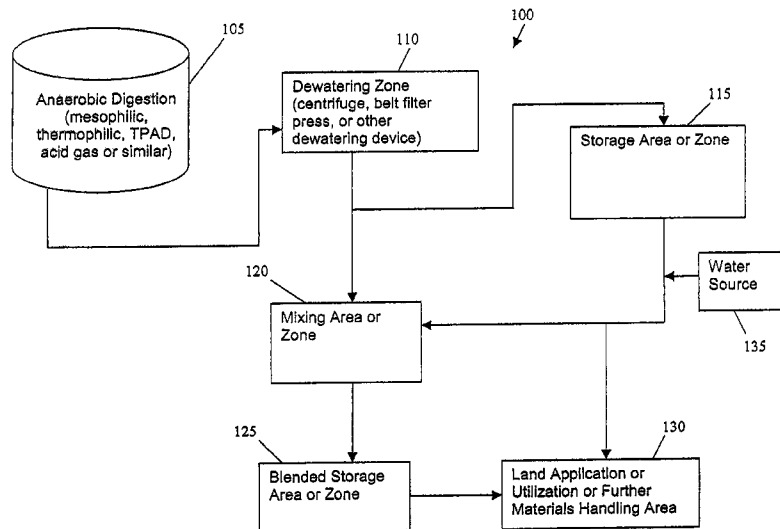 105
Anaerobic Digestion
(mesophilic,
thermophilic, TPAD,
acid gas or similar)
110
Dewatering Zone
(centrifuge, belt filter
press, or other
dewatering device)
100
115
Storage Area or Zone
Water
Source
135
120
Mixing Area or
Zone
125
Blended Storage
Area or Zone
130
Land Application or
Utilization or Further
Materials Handling Area